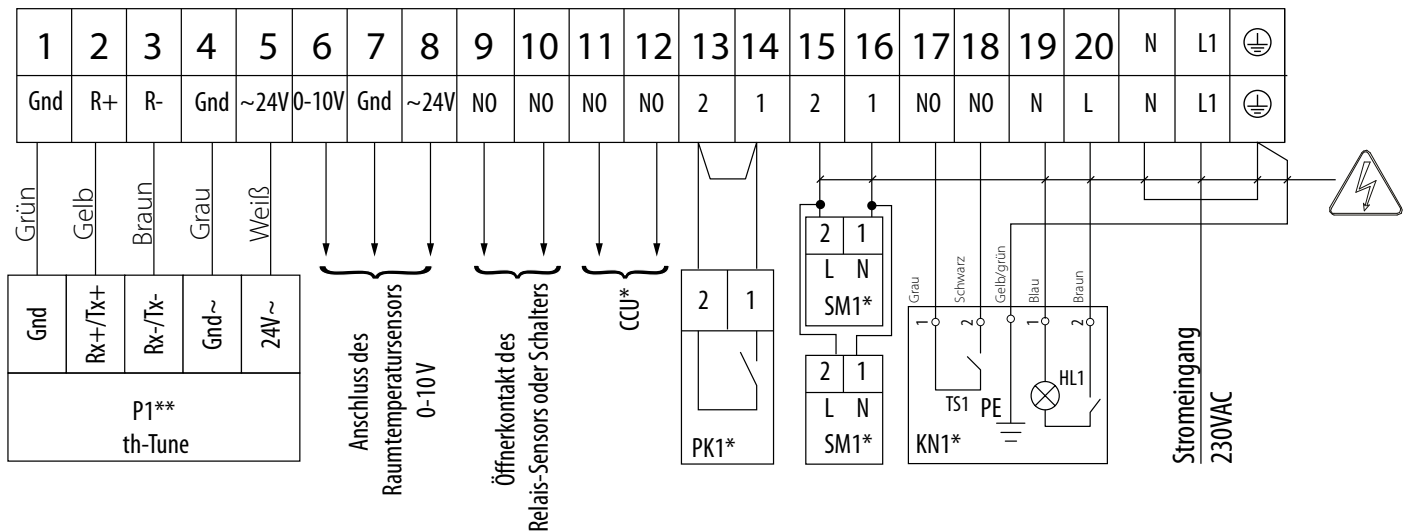 1 2 3 4 5 6 7 8 9 10 11 12 13 14 15 16 17 18 19 20 N L1
Gnd R+ R- Gnd ~24V 0-10V Gnd ~24V NO NO NO NO 2 1 2 1 NO NO N L N L1
Grün
Gelb
Braun
Grau
Weiß
Gnd
Rx+/Tx+
Rx-/Tx-
Gnd~
24V~
P1**
th-Tune
Anschluss des
Raumtemperatursensors
0-10 V
Öffnerkontakt des
Relais-Sensors oder Schalters
CCU*
2 1
PK1*
2 1
L N
SM1*
2 1
L N
SM1*
Grau
Schwarz
Gelb/grün
Blau
Braun
1 2 1 2
TS1
PE
HL1
KN1*
Stromeingang
230VAC